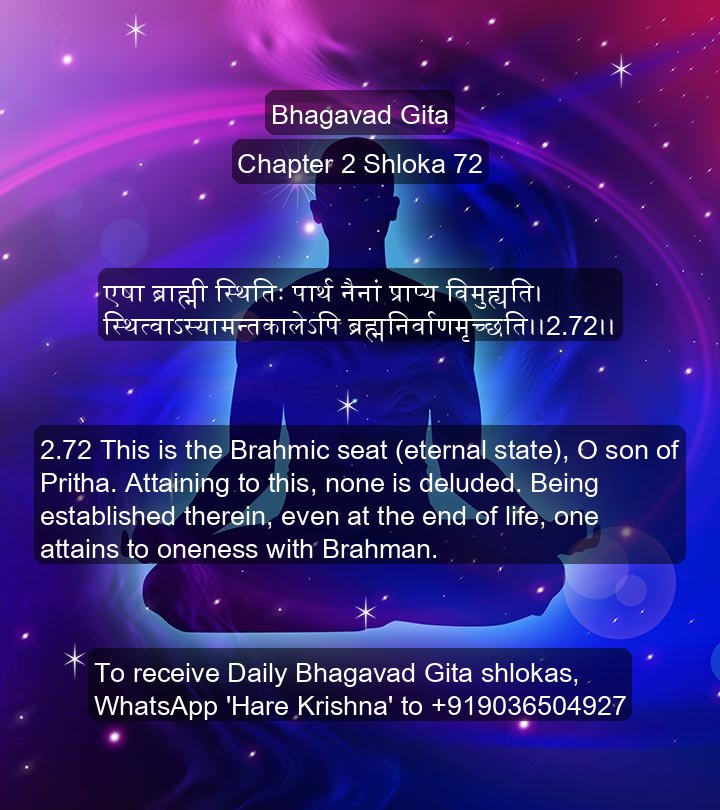 Bhagavad Gita
Chapter 2 Shloka 72
एषा ब्राह्मी स्थितिः पार्थ नैनां प्राप्य विमुह्यति।
स्थित्वाऽस्यामन्तकालेऽपि ब्रह्मनिर्वाणमृच्छति।।2.72।।
2.72 This is the Brahmic seat (eternal state), O son of
Pritha. Attaining to this, none is deluded. Being
established therein, even at the end of life, one
attains to oneness with Brahman.
To receive Daily Bhagavad Gita shlokas,
WhatsApp 'Hare Krishna' to +919036504927